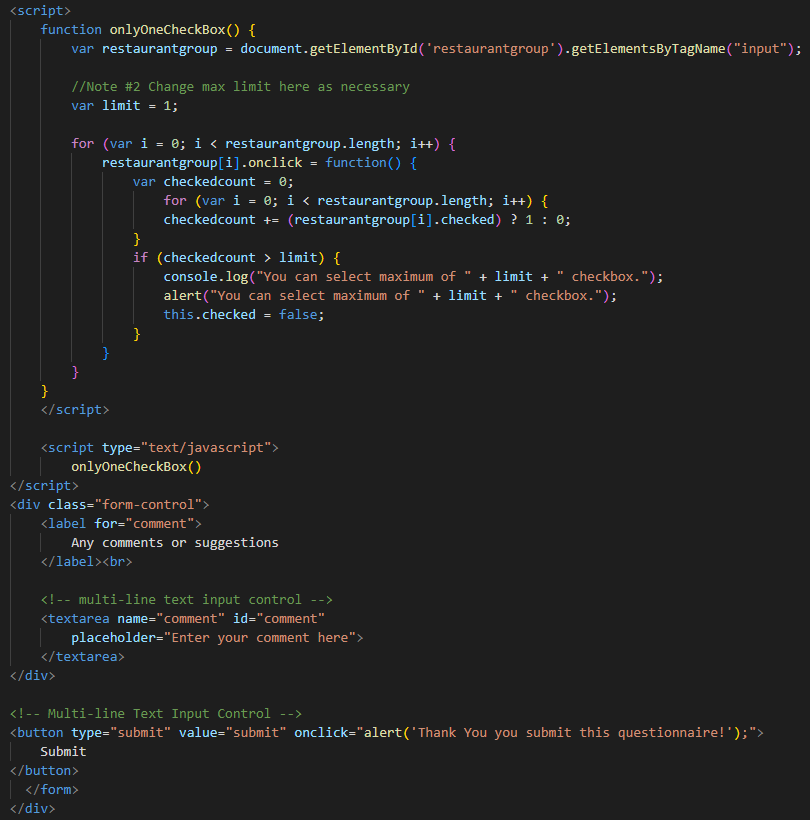 <script>
function onlyOneCheckBox() {
var restaurantgroup = document.getElementById('restaurantgroup').getElementsByTagName("input");
//Note #2 Change max limit here as necessary
var limit = 1;
for (var i = 0; i < restaurantgroup.length; i++) {
restaurantgroup[i].onclick = function() {
var checkedcount = 0;
for (var i = 0; i < restaurantgroup.length; i++) {
checkedcount += (restaurantgroup[i].checked) ? 1 : 0;
}
if (checkedcount > limit) {
console.log("You can select maximum of " + limit + " checkbox.");
alert("You can select maximum of " + limit + " checkbox.");
this.checked = false;
}
}
}
}
</script>
<script type="text/javascript">
onlyOneCheckBox()
</script>
<div class="form-control">
<label for="comment">
Any comments or suggestions
</label><br>
<!-- multi-line text input control -->
<textarea name="comment" id="comment"
placeholder="Enter your comment here">
</textarea>
</div>
<!-- Multi-line Text Input Control -->
<button type="submit" value="submit" onclick="alert('Thank You you submit this questionnaire!');">
Submit
</button>
</form>
</div>